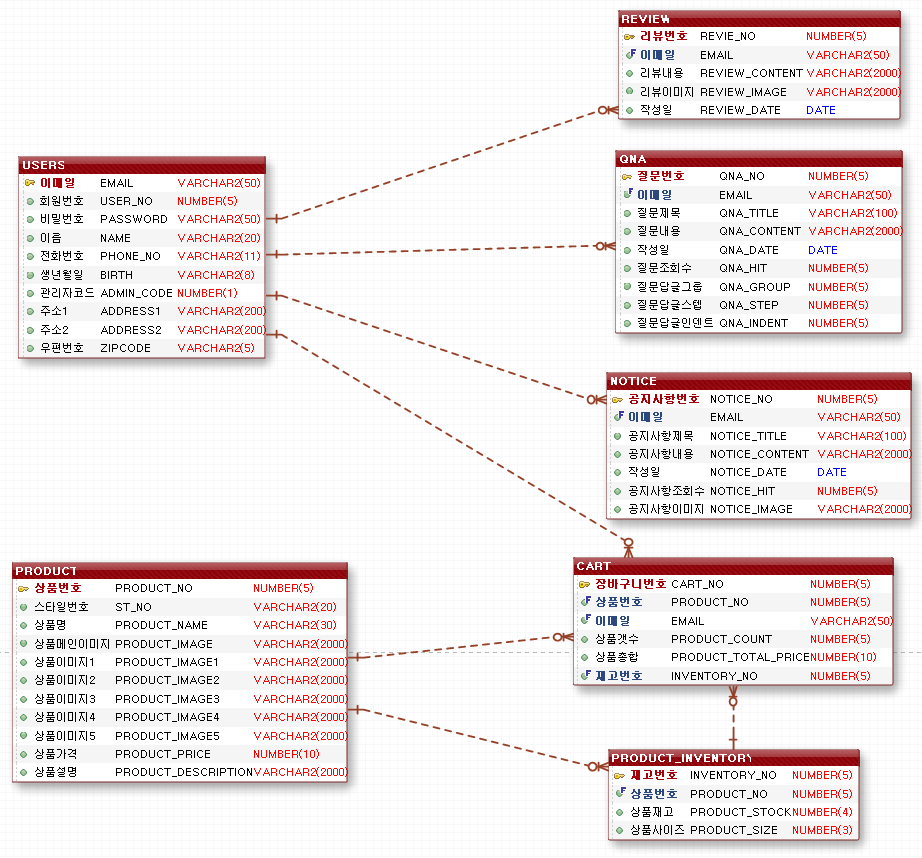 REVIEW
리뷰번호 REVIE_NO NUMBER(5)
이메일 EMAIL VARCHAR2(50)
리뷰내용 REVIEW_CONTENT VARCHAR2(2000)
리뷰이미지 REVIEW_IMAGE VARCHAR2(2000)
작성일 REVIEW_DATE DATE
USERS
이메일 EMAIL VARCHAR2(50)
회원번호 USER_NO NUMBER(5)
비밀번호 PASSWORD VARCHAR2(50)
이름 NAME VARCHAR2(20)
전화번호 PHONE_NO VARCHAR2(11)
생년월일 BIRTH VARCHAR2(8)
관리자코드 ADMIN_CODE NUMBER(1)
주소1 ADDRESS1 VARCHAR2(200)
주소2 ADDRESS2 VARCHAR2(200)
우편번호 ZIPCODE VARCHAR2(5)
QNA
질문번호 QNA_NO NUMBER(5)
이메일 EMAIL VARCHAR2(50)
질문제목 QNA_TITLE VARCHAR2(100)
질문내용 QNA_CONTENT VARCHAR2(2000)
작성일 QNA_DATE DATE
질문조회수 QNA_HIT NUMBER(5)
질문답글그룹 QNA_GROUP NUMBER(5)
질문답글스텝 QNA_STEP NUMBER(5)
질문답글인덴트 QNA_INDENT NUMBER(5)
NOTICE
공지사항번호 NOTICE_NO NUMBER(5)
이메일 EMAIL VARCHAR2(50)
공지사항제목 NOTICE_TITLE VARCHAR2(100)
공지사항내용 NOTICE_CONTENT VARCHAR2(2000)
작성일 NOTICE_DATE DATE
공지사항조회수 NOTICE_HIT NUMBER(5)
공지사항이미지 NOTICE_IMAGE VARCHAR2(2000)
PRODUCT
상품번호 PRODUCT_NO NUMBER(5)
스타일번호 ST_NO VARCHAR2(20)
상품명 PRODUCT_NAME VARCHAR2(30)
상품메인이미지 PRODUCT_IMAGE VARCHAR2(2000)
상품이미지1 PRODUCT_IMAGE1 VARCHAR2(2000)
상품이미지2 PRODUCT_IMAGE2 VARCHAR2(2000)
상품이미지3 PRODUCT_IMAGE3 VARCHAR2(2000)
상품이미지4 PRODUCT_IMAGE4 VARCHAR2(2000)
상품이미지5 PRODUCT_IMAGE5 VARCHAR2(2000)
상품가격 PRODUCT_PRICE NUMBER(10)
상품설명 PRODUCT_DESCRIPTION VARCHAR2(2000)
CART
장바구니번호 CART_NO NUMBER(5)
상품번호 PRODUCT_NO NUMBER(5)
이메일 EMAIL VARCHAR2(50)
상품갯수 PRODUCT_COUNT NUMBER(5)
상품총합 PRODUCT_TOTAL_PRICE NUMBER(10)
재고번호 INVENTORY_NO NUMBER(5)
PRODUCT_INVENTORY
재고번호 INVENTORY_NO NUMBER(5)
상품번호 PRODUCT_NO NUMBER(5)
상품재고 PRODUCT_STOCK NUMBER(4)
상품사이즈 PRODUCT_SIZE NUMBER(3)